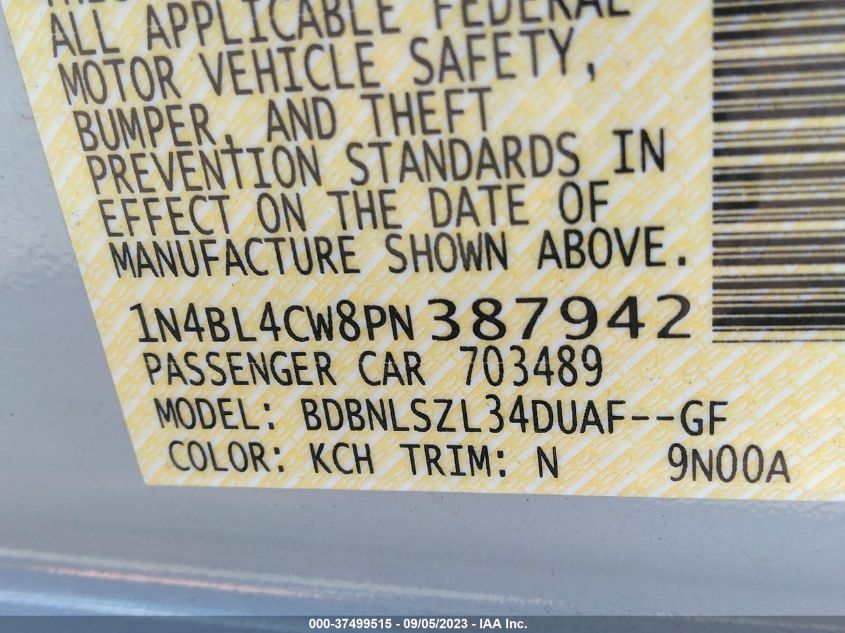 ALL APPLICABLE FEDERAL
MOTOR VEHICLE SAFETY,
BUMPER, AND THEFT
PREVENTION STANDARDS IN
EFFECT ON THE DATE OF
MANUFACTURE SHOWN ABOVE.
1N4BL4CW8PN387942
PASSENGER CAR 703489
MODEL: BDBNLSZL34DUAF--GF
COLOR: KCH TRIM: N 9N00A
000-37499515 - 09/05/2023 - IAA Inc.